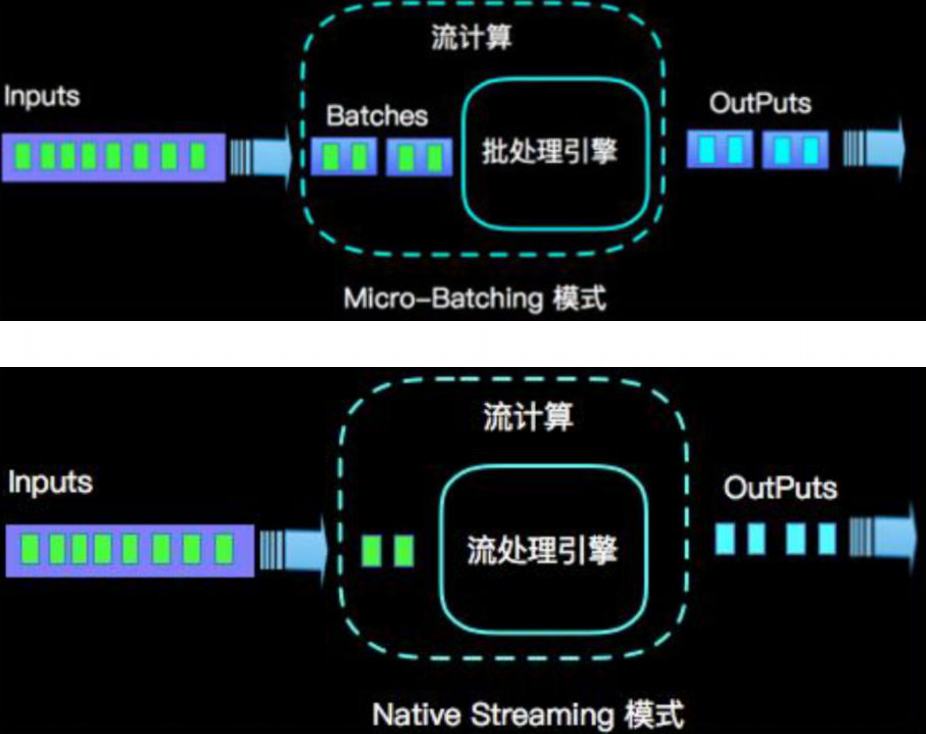 流计算
Inputs
Batches
OutPuts
批处理引擎
Micro-Batching 模式
流计算
Inputs
OutPuts
流处理引擎
Native Streaming 模式